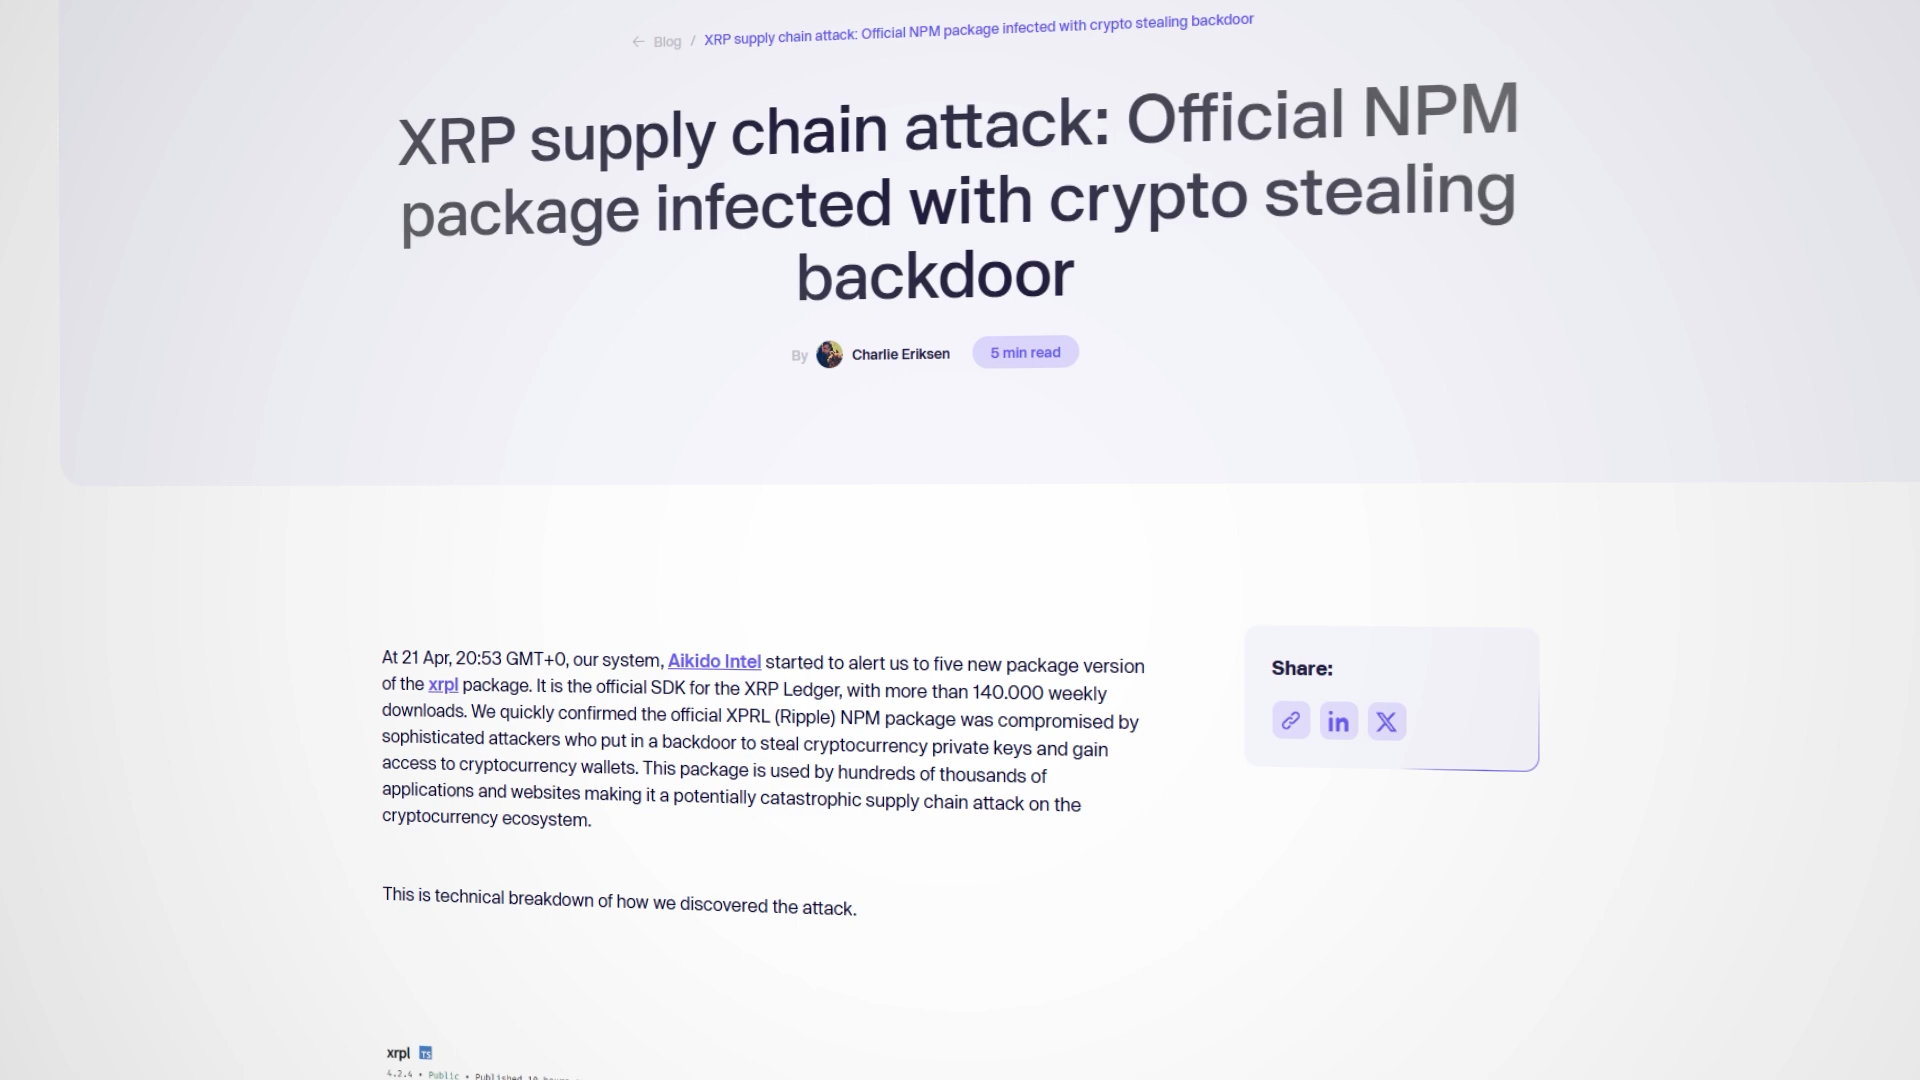 ← Blog / XRP supply chain attack: Official NPM package infected with crypto stealing backdoor
XRP supply chain attack: Official NPM
package infected with crypto stealing
backdoor
By Charlie Eriksen 5 min read
At 21 Apr, 20:53 GMT+0, our system, Aikido Intel started to alert us to five new package version
of the xrpl package. It is the official SDK for the XRP Ledger, with more than 140.000 weekly
downloads. We quickly confirmed the official XPRL (Ripple) NPM package was compromised by
sophisticated attackers who put in a backdoor to steal cryptocurrency private keys and gain
access to cryptocurrency wallets. This package is used by hundreds of thousands of
applications and websites making it a potentially catastrophic supply chain attack on the
cryptocurrency ecosystem.
Share:
in X
This is technical breakdown of how we discovered the attack.
xrpl TS
4.2.4 • Public • Published 10